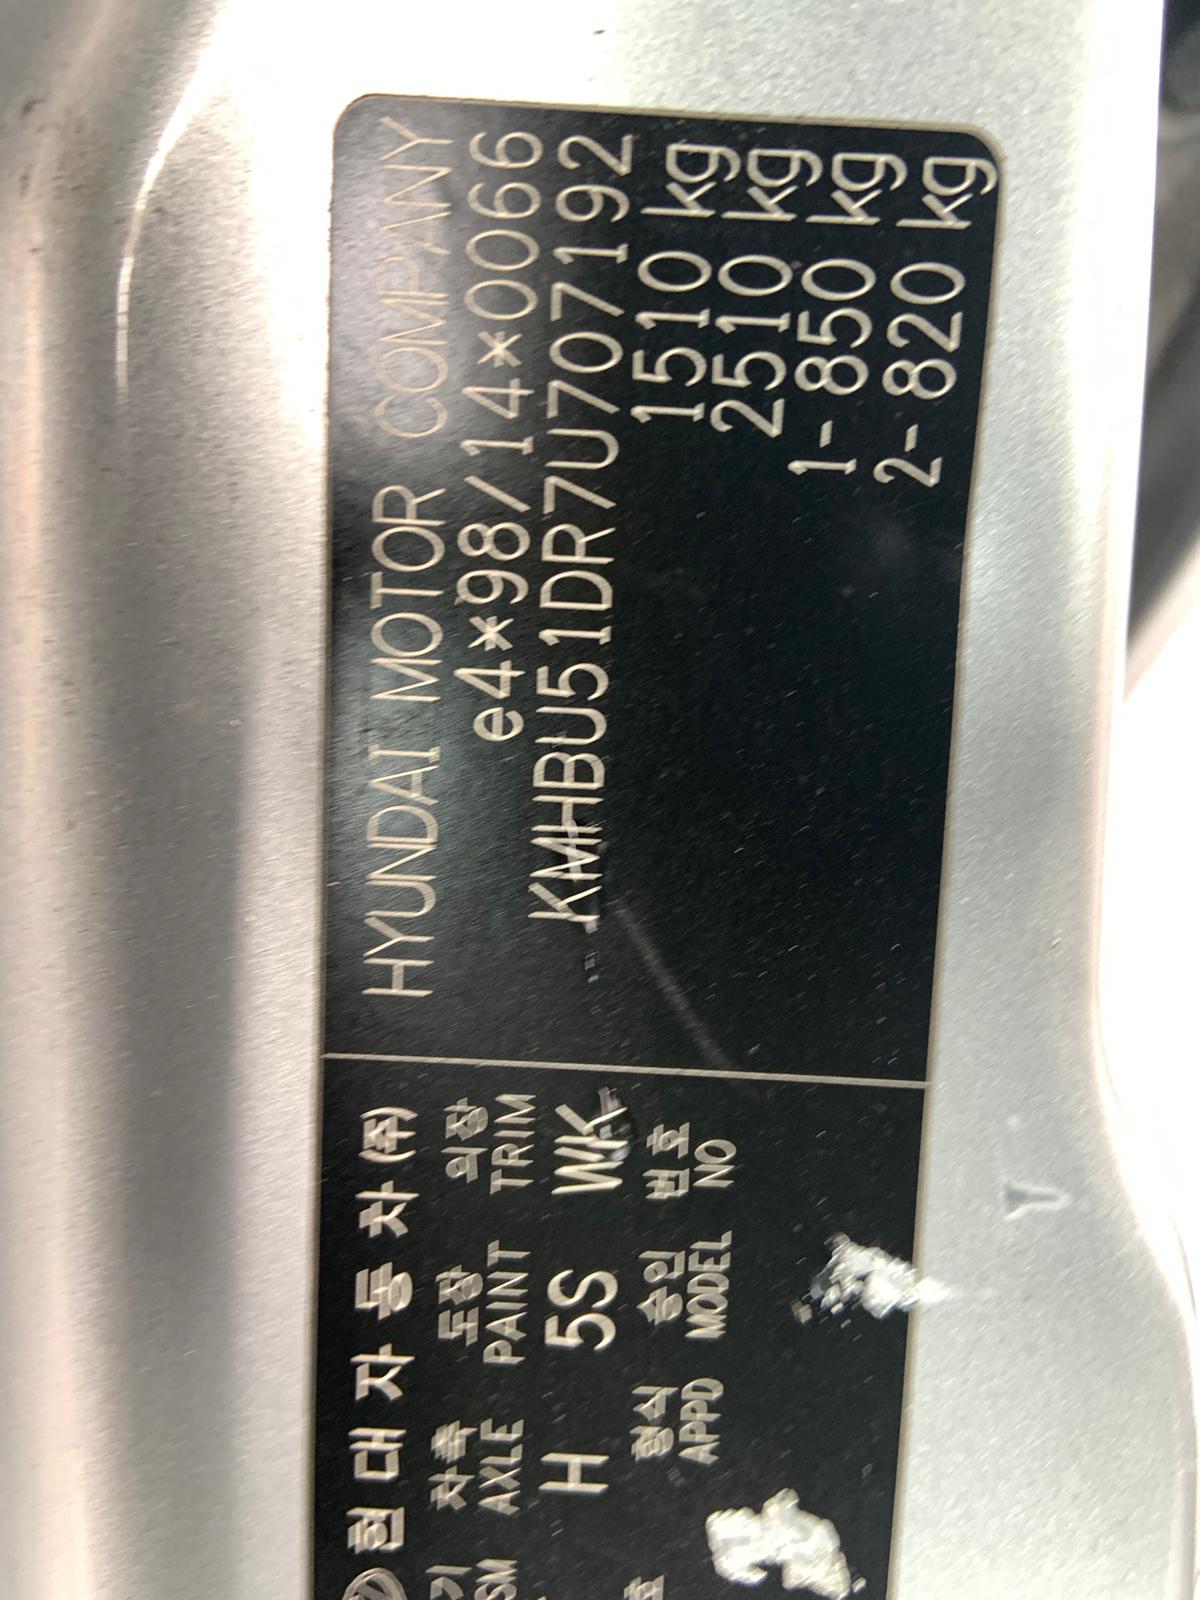 현대자동차(주)
HYUNDAI MOTOR COMPANY
e4*98/14*0066
KMHBU51DR7U707192
1510 kg
2510 kg
1- 850 kg
2- 820 kg
차축 도장 의장
AXLE PAINT TRIM
H 5S WK
형식 승인 번호
APPD MODEL NO